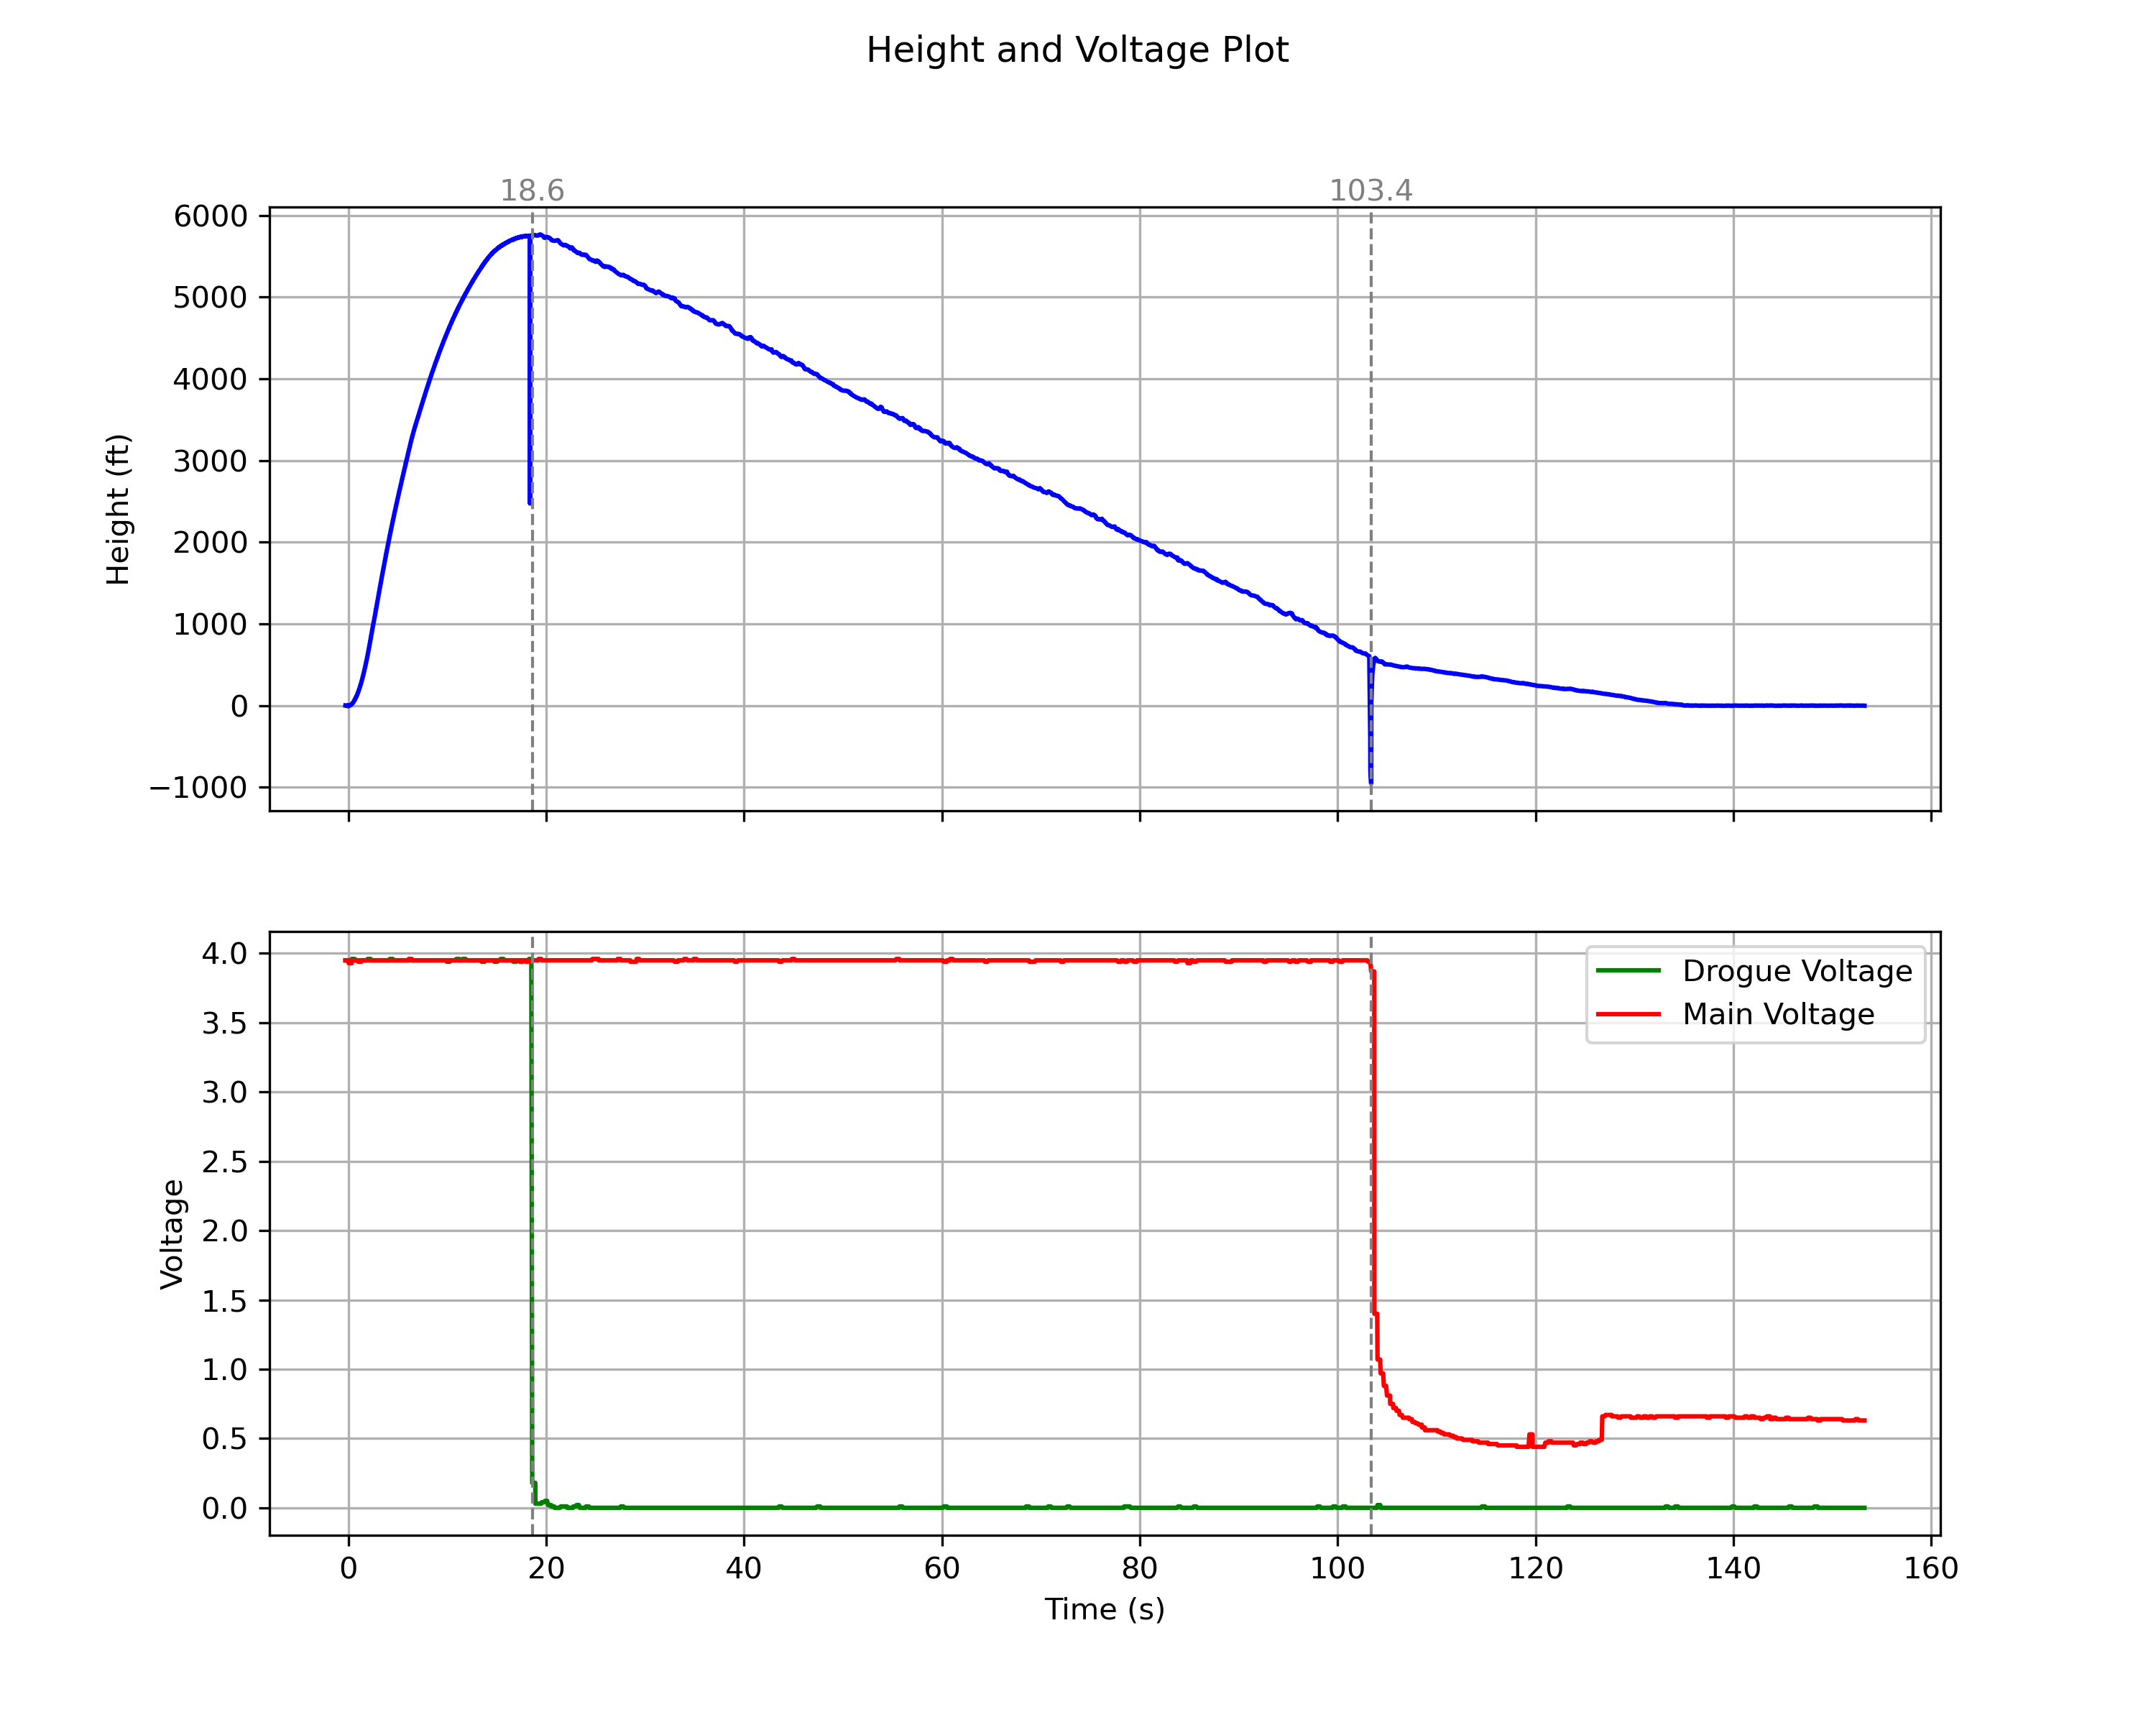 Height and Voltage Plot
18.6
103.4
6000
5000
4000
3000
2000
1000
0
−1000
Height (ft)
4.0
3.5
3.0
2.5
2.0
1.5
1.0
0.5
0.0
Voltage
Drogue Voltage
Main Voltage
0 20 40 60 80 100 120 140 160
Time (s)